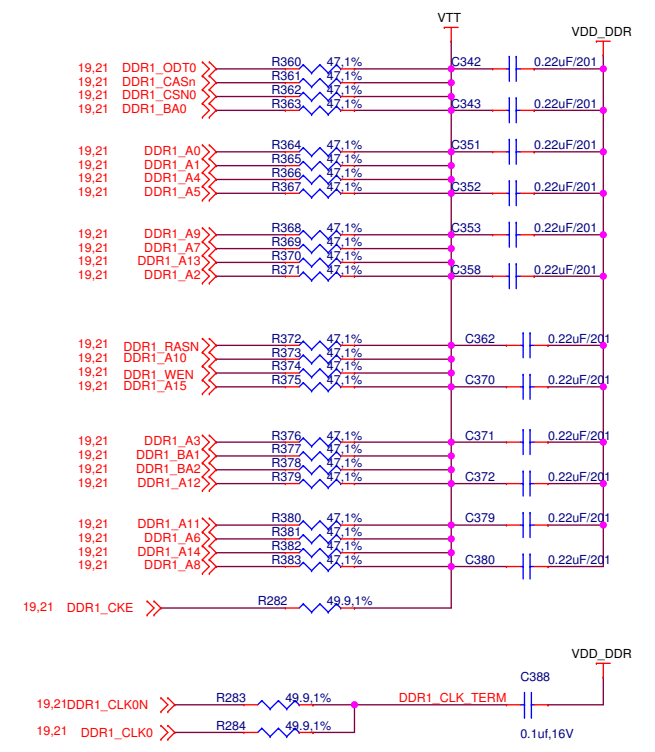 VTT
VDD_DDR
19,21 DDR1_ODT0 R360 47,1% C342 0.22uF/201
19,21 DDR1_CASn R361 47,1%
19,21 DDR1_CSN0 R362 47,1%
19,21 DDR1_BA0 R363 47,1% C343 0.22uF/201
19,21 DDR1_A0 R364 47,1% C351 0.22uF/201
19,21 DDR1_A1 R365 47,1%
19,21 DDR1_A4 R366 47,1%
19,21 DDR1_A5 R367 47,1% C352 0.22uF/201
19,21 DDR1_A9 R368 47,1% C353 0.22uF/201
19,21 DDR1_A7 R369 47,1%
19,21 DDR1_A13 R370 47,1%
19,21 DDR1_A2 R371 47,1% C358 0.22uF/201
19,21 DDR1_RASN R372 47,1% C362 0.22uF/201
19,21 DDR1_A10 R373 47,1%
19,21 DDR1_WEN R374 47,1%
19,21 DDR1_A15 R375 47,1% C370 0.22uF/201
19,21 DDR1_A3 R376 47,1% C371 0.22uF/201
19,21 DDR1_BA1 R377 47,1%
19,21 DDR1_BA2 R378 47,1%
19,21 DDR1_A12 R379 47,1% C372 0.22uF/201
19,21 DDR1_A11 R380 47,1% C379 0.22uF/201
19,21 DDR1_A6 R381 47,1%
19,21 DDR1_A14 R382 47,1%
19,21 DDR1_A8 R383 47,1% C380 0.22uF/201
19,21 DDR1_CKE R282 49.9,1%
VDD_DDR
C388
19,21 DDR1_CLK0N R283 49.9,1% DDR1_CLK_TERM
19,21 DDR1_CLK0 R284 49.9,1% 0.1uf,16V